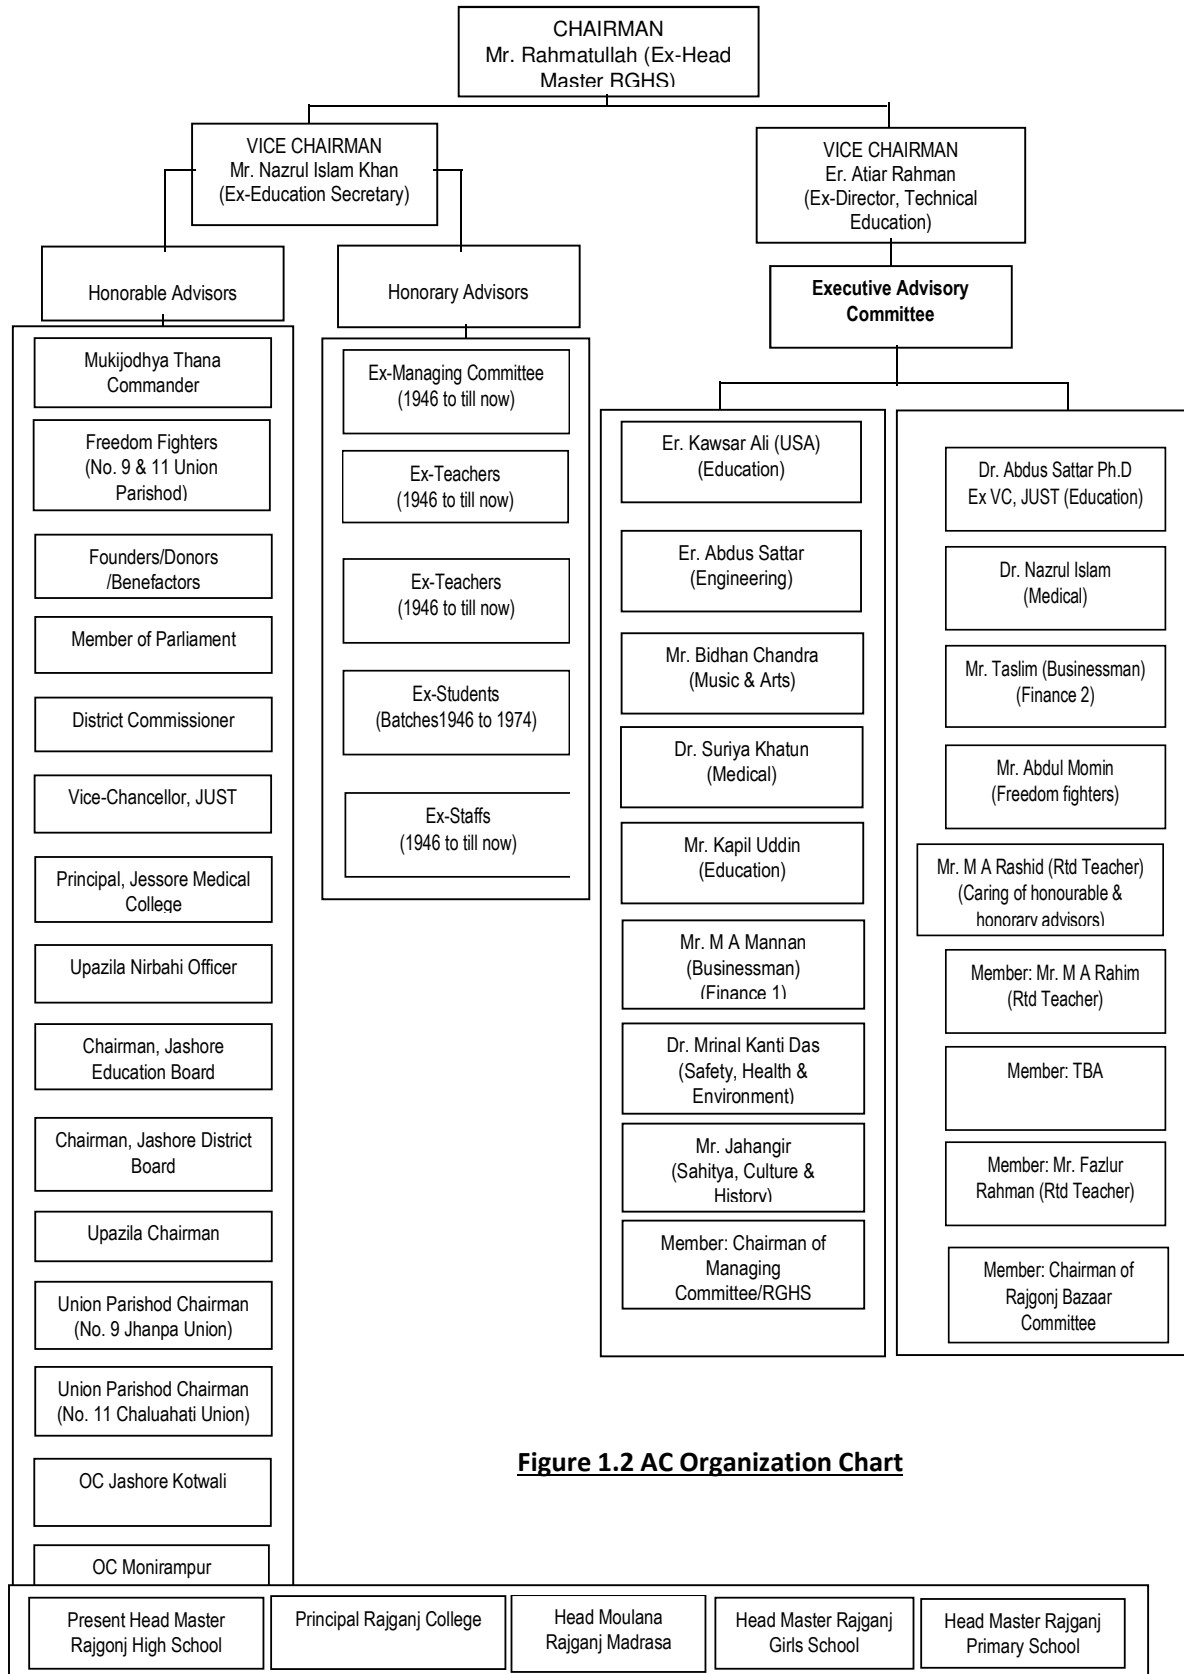 CHAIRMAN
Mr. Rahmatullah (Ex-Head
Master RGHS)
VICE CHAIRMAN
Mr. Nazrul Islam Khan
(Ex-Education Secretary)
VICE CHAIRMAN
Er. Atiar Rahman
(Ex-Director, Technical
Education)
Honorable Advisors
Honorary Advisors
Executive Advisory
Committee
Mukijodhya Thana
Commander
Freedom Fighters
(No. 9 & 11 Union
Parishod)
Founders/Donors
/Benefactors
Member of Parliament
District Commissioner
Vice-Chancellor, JUST
Principal, Jessore Medical
College
Upazila Nirbahi Officer
Chairman, Jashore
Education Board
Chairman, Jashore District
Board
Upazila Chairman
Union Parishod Chairman
(No. 9 Jhanpa Union)
Union Parishod Chairman
(No. 11 Chaluahati Union)
OC Jashore Kotwali
OC Monirampur
Ex-Managing Committee
(1946 to till now)
Ex-Teachers
(1946 to till now)
Ex-Teachers
(1946 to till now)
Ex-Students
(Batches1946 to 1974)
Ex-Staffs
(1946 to till now)
Er. Kawsar Ali (USA)
(Education)
Er. Abdus Sattar
(Engineering)
Mr. Bidhan Chandra
(Music & Arts)
Dr. Suriya Khatun
(Medical)
Mr. Kapil Uddin
(Education)
Mr. M A Mannan
(Businessman)
(Finance 1)
Dr. Mrinal Kanti Das
(Safety, Health &
Environment)
Mr. Jahangir
(Sahitya, Culture &
History)
Member: Chairman of
Managing
Committee/RGHS
Dr. Abdus Sattar Ph.D
Ex VC, JUST (Education)
Dr. Nazrul Islam
(Medical)
Mr. Taslim (Businessman)
(Finance 2)
Mr. Abdul Momin
(Freedom fighters)
Mr. M A Rashid (Rtd Teacher)
(Caring of honourable &
honorary advisors)
Member: Mr. M A Rahim
(Rtd Teacher)
Member: TBA
Member: Mr. Fazlur
Rahman (Rtd Teacher)
Member: Chairman of
Rajgonj Bazaar
Committee
Figure 1.2 AC Organization Chart
Present Head Master
Rajgonj High School
Principal Rajganj College
Head Moulana
Rajganj Madrasa
Head Master Rajganj
Girls School
Head Master Rajganj
Primary School